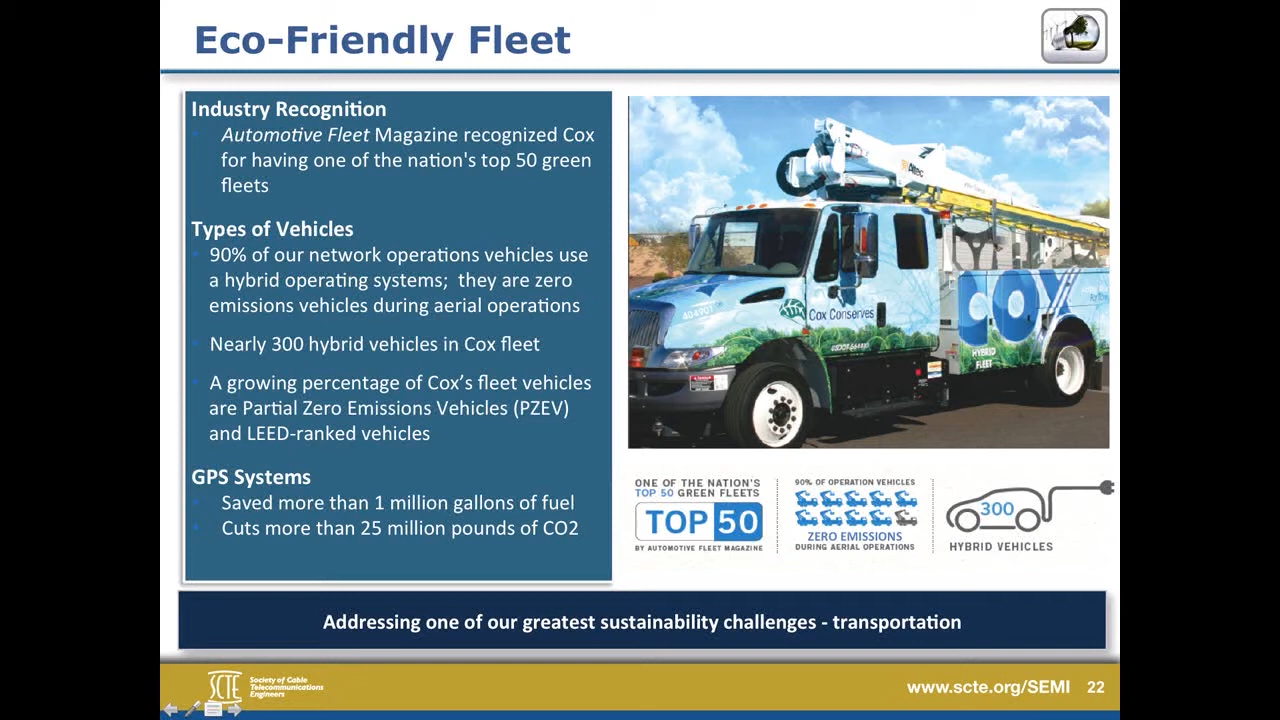 Eco-Friendly Fleet
Industry Recognition
Automotive Fleet Magazine recognized Cox
for having one of the nation's top 50 green
fleets
Types of Vehicles
90% of our network operations vehicles use
a hybrid operating systems;  they are zero
emissions vehicles during aerial operations
Nearly 300 hybrid vehicles in Cox fleet
A growing percentage of Cox's fleet vehicles
are Partial Zero Emissions Vehicles (PZEV)
and LEED-ranked vehicles
GPS Systems
Saved more than 1 million gallons of fuel
Cuts more than 25 million pounds of CO2
Altec
404901
Cox Conserves
COX
HYBRID
FLEET
ONE OF THE NATION'S
TOP 50 GREEN FLEETS
TOP 50
BY AUTOMOTIVE FLEET MAGAZINE
90% OF OPERATION VEHICLES
ZERO EMISSIONS
DURING AERIAL OPERATIONS
300
HYBRID VEHICLES
Addressing one of our greatest sustainability challenges - transportation
SCTE
Society of Cable
Telecommunications
Engineers
www.scte.org/SEMI 22